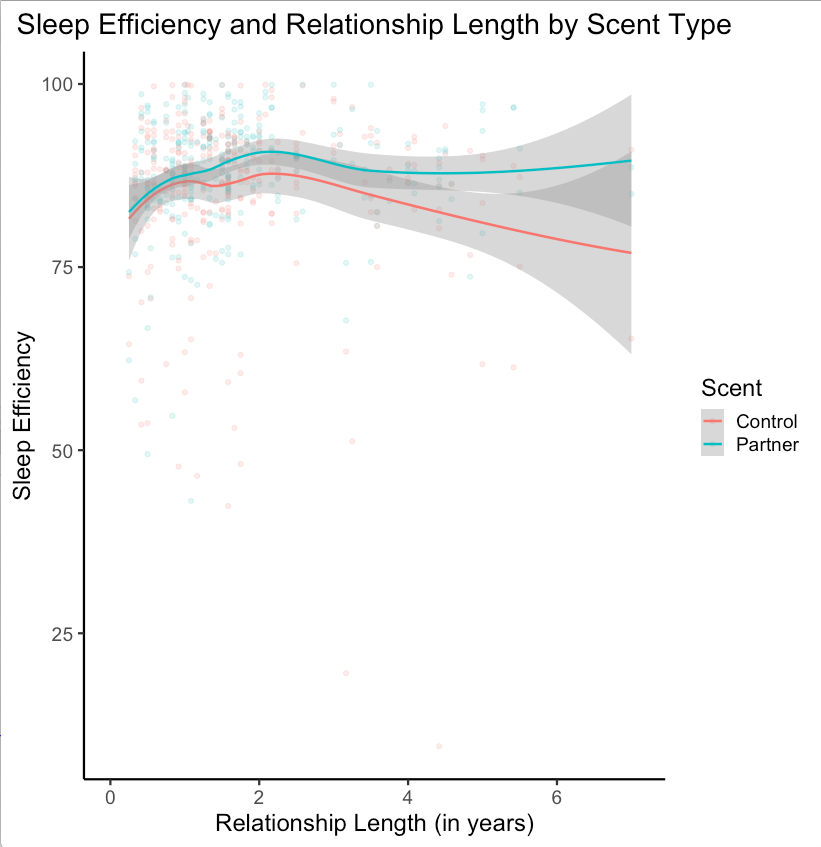 Sleep Efficiency and Relationship Length by Scent Type
100
75
50
25
Sleep Efficiency
0 2 4 6
Relationship Length (in years)
Scent
Control
Partner